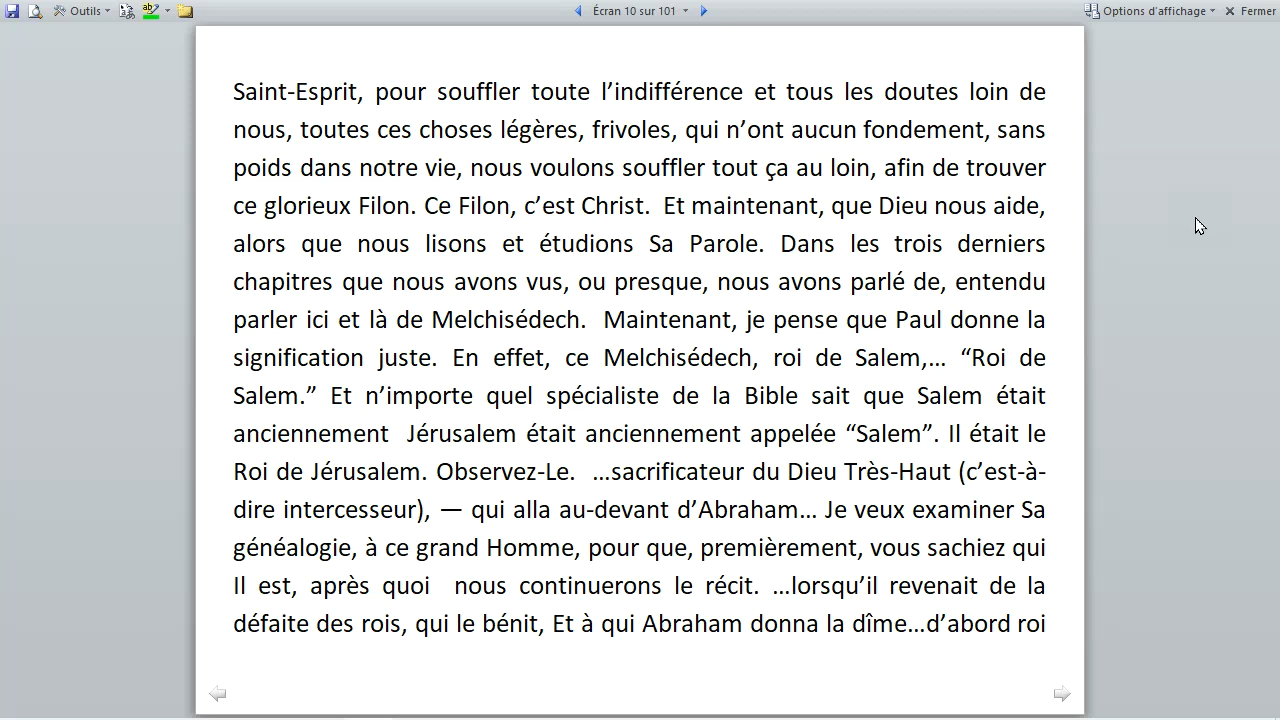 Outils
Écran 10 sur 101
Options d'affichage
Fermer
Saint-Esprit, pour souffler toute l’indifférence et tous les doutes loin de
nous, toutes ces choses légères, frivoles, qui n’ont aucun fondement, sans
poids dans notre vie, nous voulons souffler tout ça au loin, afin de trouver
ce glorieux Filon. Ce Filon, c’est Christ.  Et maintenant, que Dieu nous aide,
alors que nous lisons et étudions Sa Parole. Dans les trois derniers
chapitres que nous avons vus, ou presque, nous avons parlé de, entendu
parler ici et là de Melchisédech.  Maintenant, je pense que Paul donne la
signification juste. En effet, ce Melchisédech, roi de Salem,… “Roi de
Salem.” Et n’importe quel spécialiste de la Bible sait que Salem était
anciennement  Jérusalem était anciennement appelée “Salem”. Il était le
Roi de Jérusalem. Observez-Le.  …sacrificateur du Dieu Très-Haut (c’est-à-
dire intercesseur), — qui alla au-devant d’Abraham… Je veux examiner Sa
généalogie, à ce grand Homme, pour que, premièrement, vous sachiez qui
Il est, après quoi  nous continuerons le récit. …lorsqu’il revenait de la
défaite des rois, qui le bénit, Et à qui Abraham donna la dîme…d’abord roi